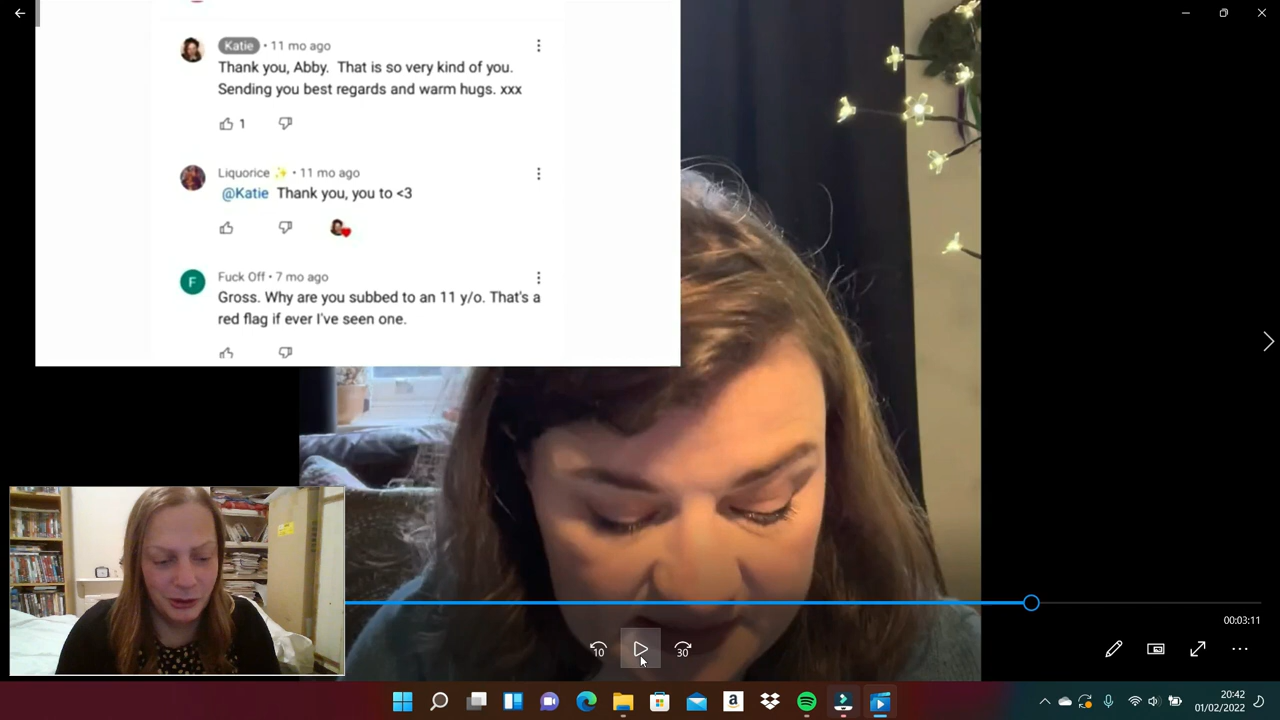 Katie • 11 mo ago
Thank you, Abby. That is so very kind of you.
Sending you best regards and warm hugs. xxx
1
Liquorice ✨ • 11 mo ago
@Katie Thank you, you to <3
F
Fuck Off • 7 mo ago
Gross. Why are you subbed to an 11 y/o. That's a
red flag if ever I've seen one.
00:03:11
10
30
a
20:42
01/02/2022